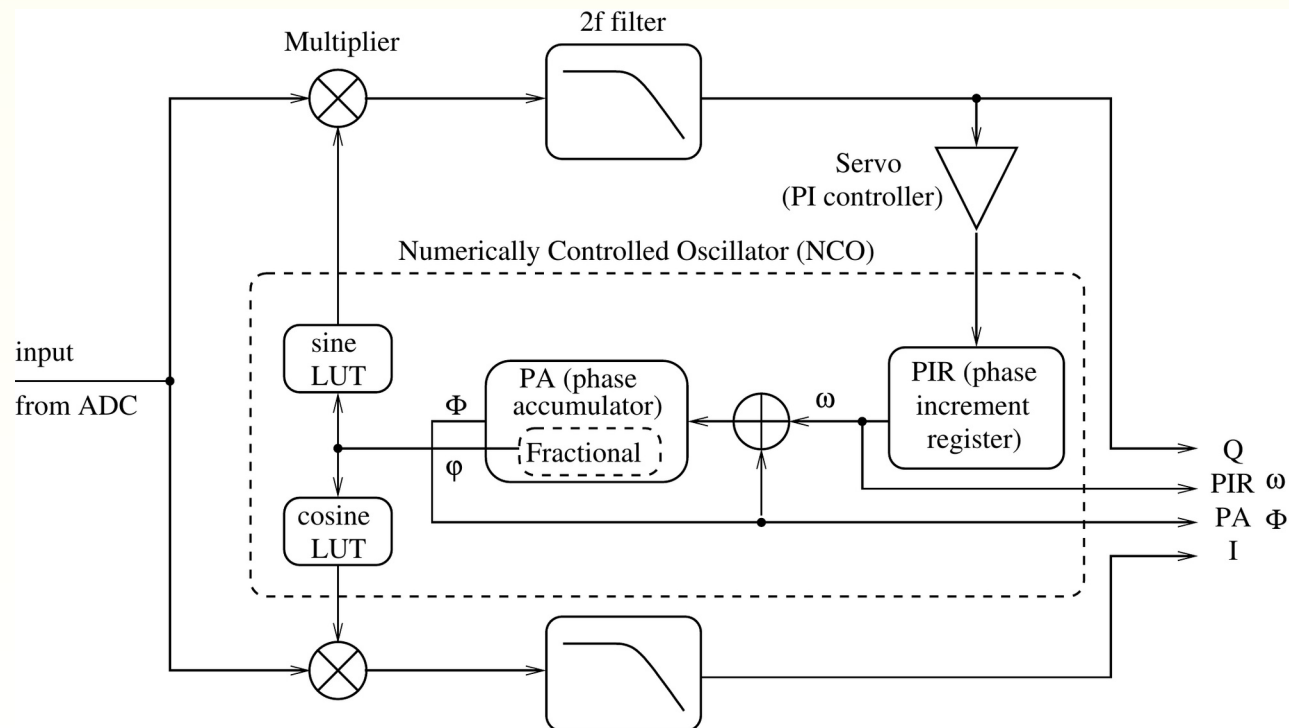 2f filter
Multiplier
Servo
(PI controller)
Numerically Controlled Oscillator (NCO)
input
from ADC
sine
LUT
Φ
φ
PA (phase
accumulator)
Fractional
ω
PIR (phase
increment
register)
cosine
LUT
Q
PIR ω
PA Φ
I